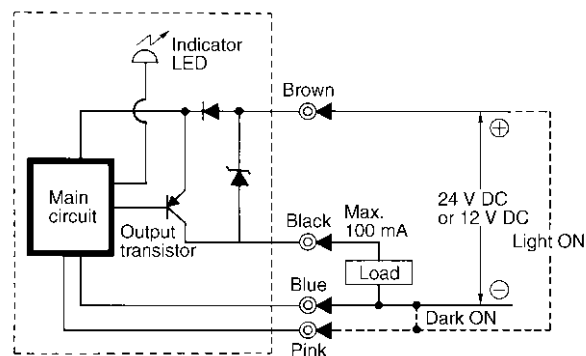 Indicator
LED
Brown
Main
circuit
Output
transistor
Black
Max.
100 mA
24 V DC
or 12 V DC
Light ON
Load
Blue
Dark ON
Pink